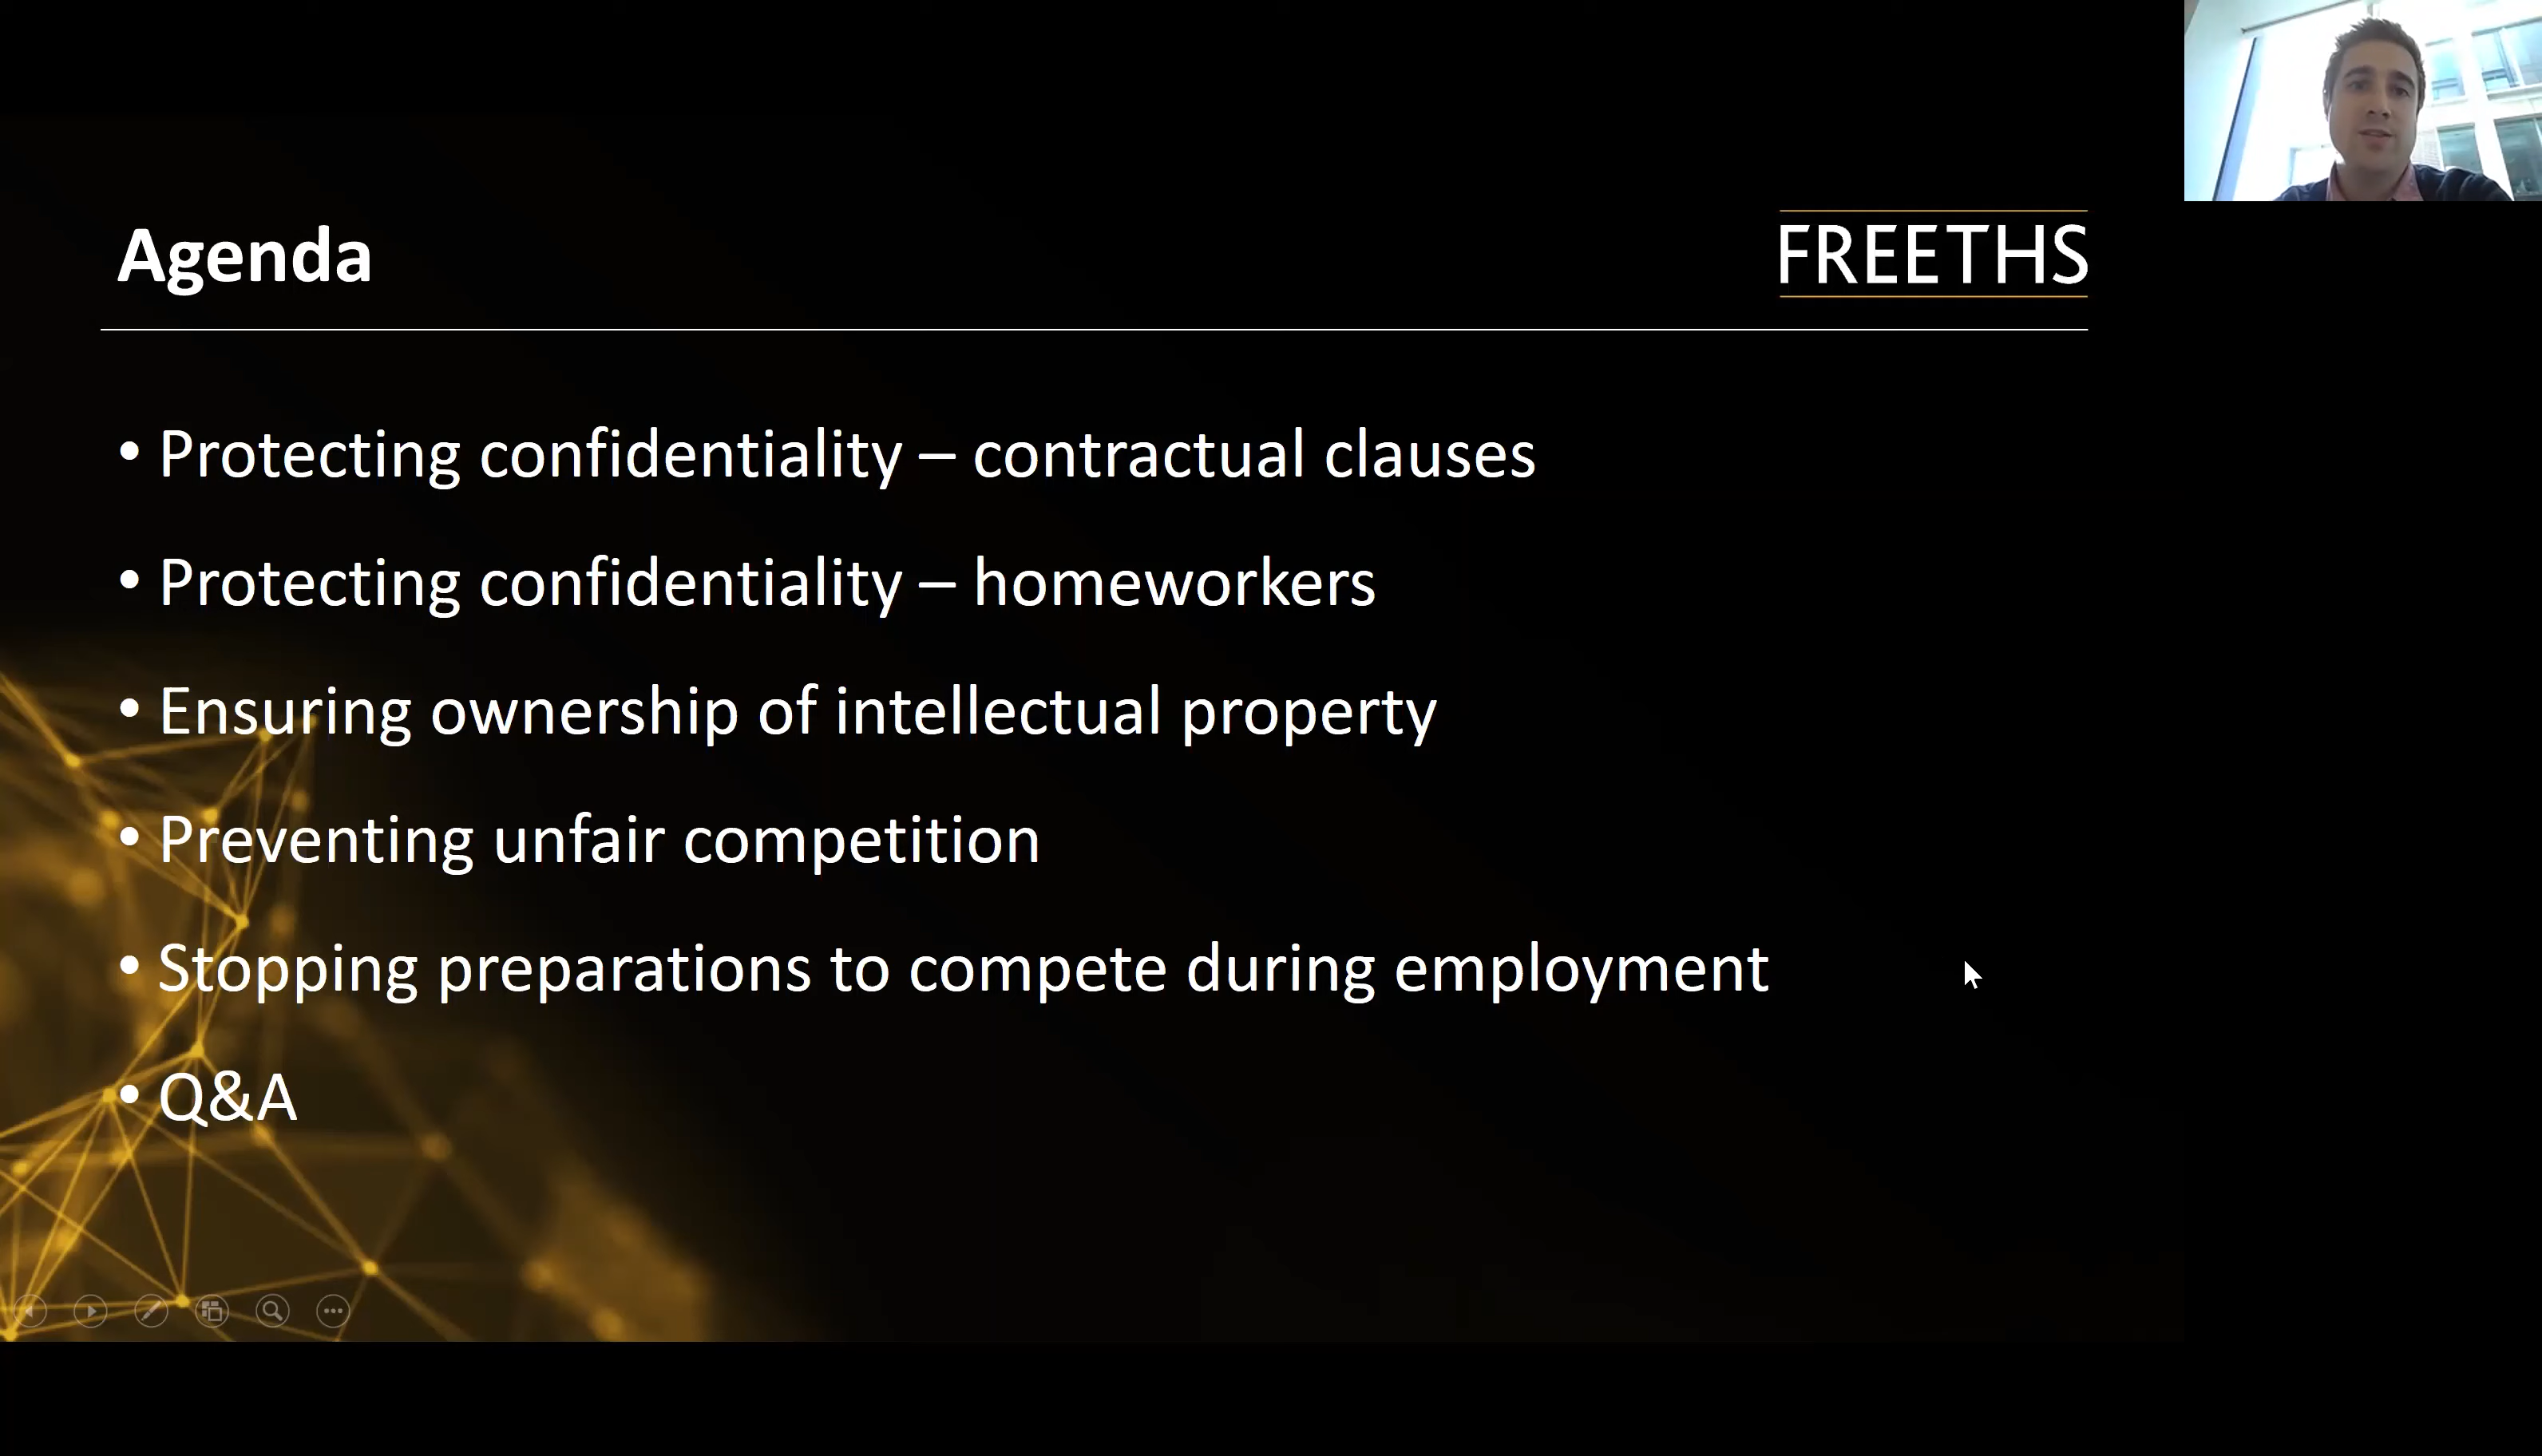 Agenda
FREETHS
• Protecting confidentiality – contractual clauses
• Protecting confidentiality – homeworkers
• Ensuring ownership of intellectual property
• Preventing unfair competition
• Stopping preparations to compete during employment
• Q&A